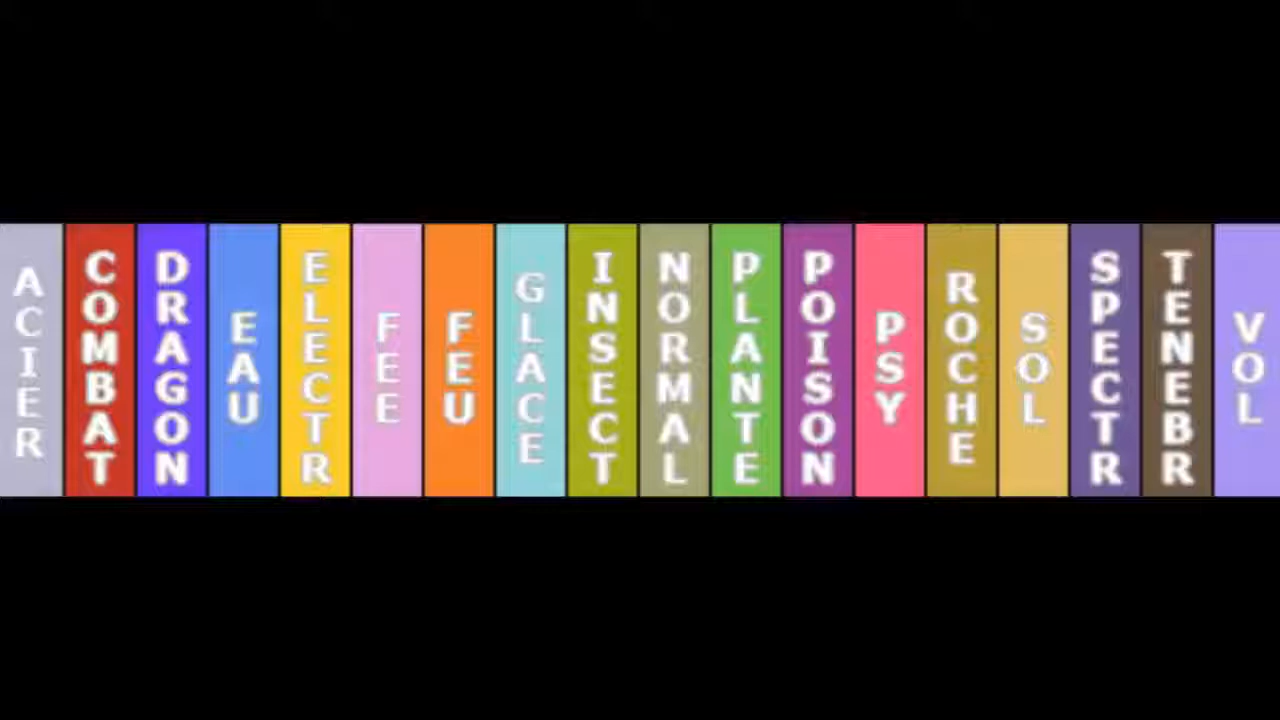 ACIER
COMBAT
DRAGON
EAU
ELECTR
FEE
FEU
GLACE
INSECT
NORMAL
PLANTE
POISON
PSY
ROCHE
SOL
SPECTR
TENEBR
VOL